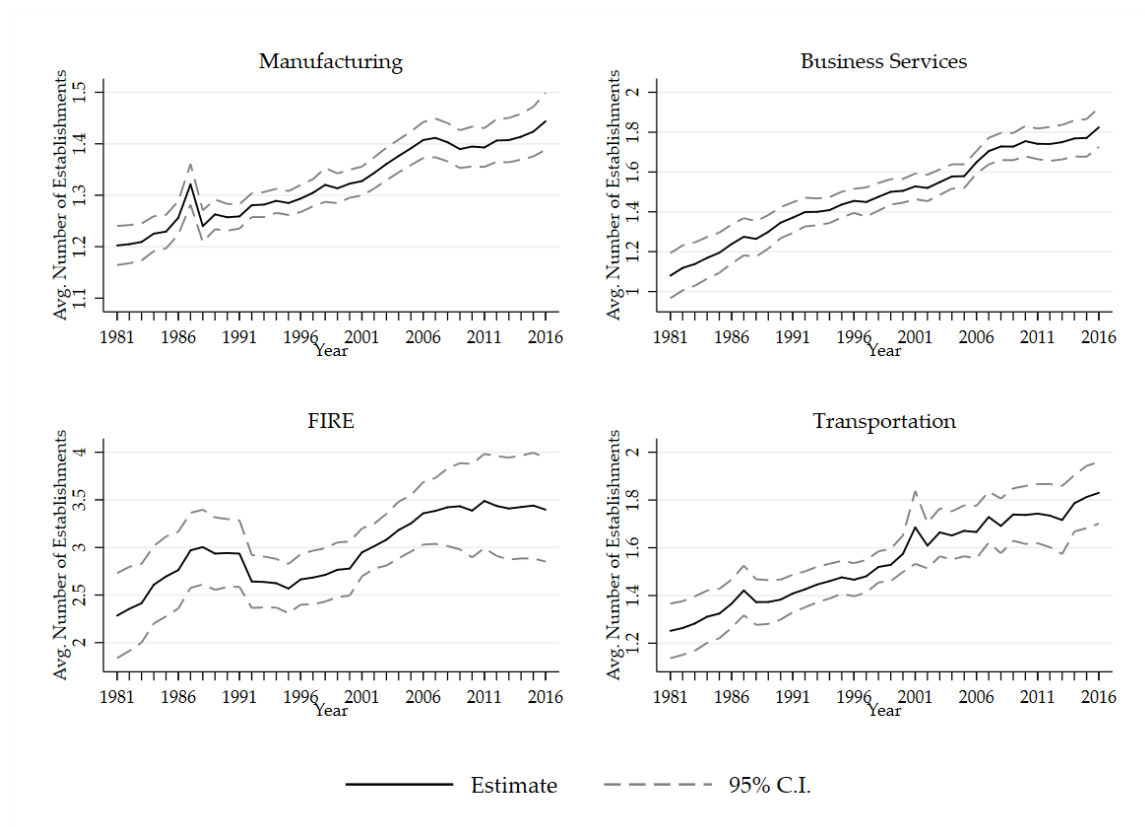 Manufacturing
Avg. Number of Establishments
1.1 1.2 1.3 1.4 1.5
1981 1986 1991 1996 2001 2006 2011 2016
Year
Business Services
Avg. Number of Establishments
1 1.2 1.4 1.6 1.8 2
1981 1986 1991 1996 2001 2006 2011 2016
Year
FIRE
Avg. Number of Establishments
2 2.5 3 3.5 4
1981 1986 1991 1996 2001 2006 2011 2016
Year
Transportation
Avg. Number of Establishments
1.2 1.4 1.6 1.8 2
1981 1986 1991 1996 2001 2006 2011 2016
Year
Estimate 95% C.I.